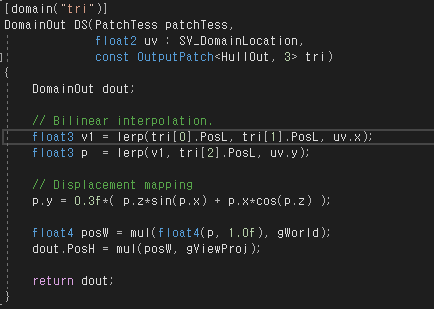 [domain("tri")]
DomainOut DS(PatchTess patchTess,
float2 uv : SV_DomainLocation,
const OutputPatch<HullOut, 3> tri)
{
DomainOut dout;
// Bilinear interpolation.
float3 v1 = lerp(tri[0].PosL, tri[1].PosL, uv.x);
float3 p = lerp(v1, tri[2].PosL, uv.y);
// Displacement mapping
p.y = 0.3f*( p.z*sin(p.x) + p.x*cos(p.z) );
float4 posW = mul(float4(p, 1.0f), gWorld);
dout.PosH = mul(posW, gViewProj);
return dout;
}